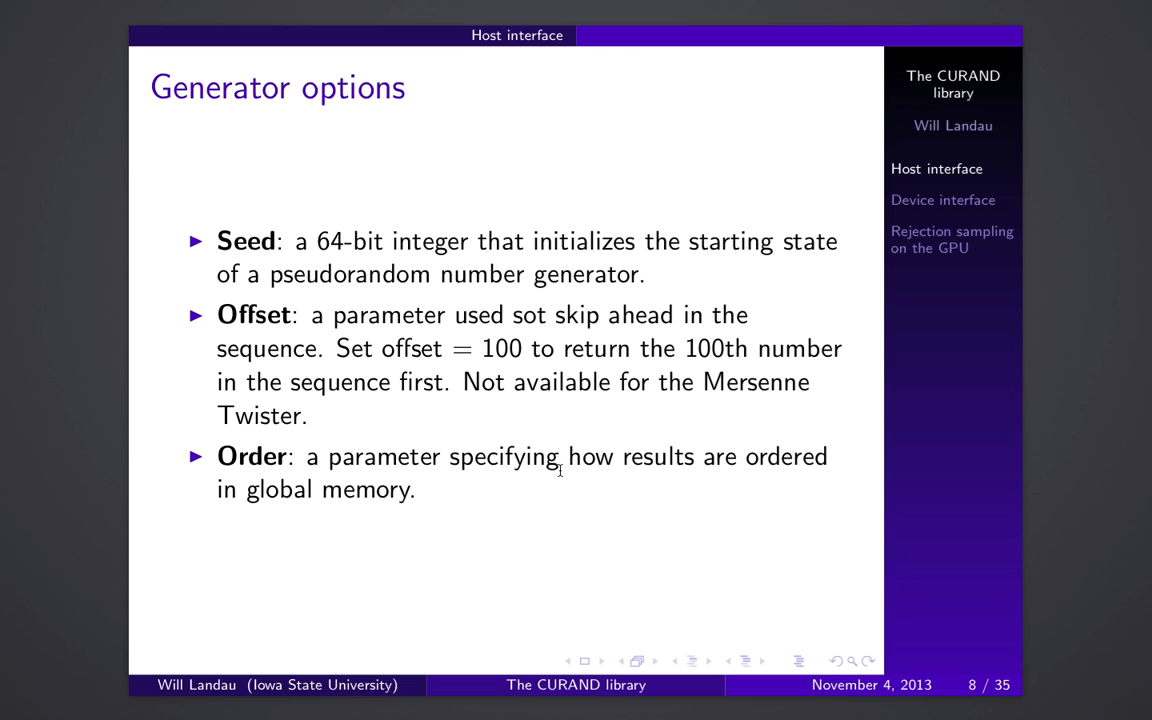 Host interface
Generator options
Seed: a 64-bit integer that initializes the starting state
of a pseudorandom number generator.
Offset: a parameter used sot skip ahead in the
sequence. Set offset = 100 to return the 100th number
in the sequence first. Not available for the Mersenne
Twister.
Order: a parameter specifying how results are ordered
in global memory.
The CURAND
library
Will Landau
Host interface
Device interface
Rejection sampling
on the GPU
Will Landau (Iowa State University)
The CURAND library
November 4, 2013
8 / 35